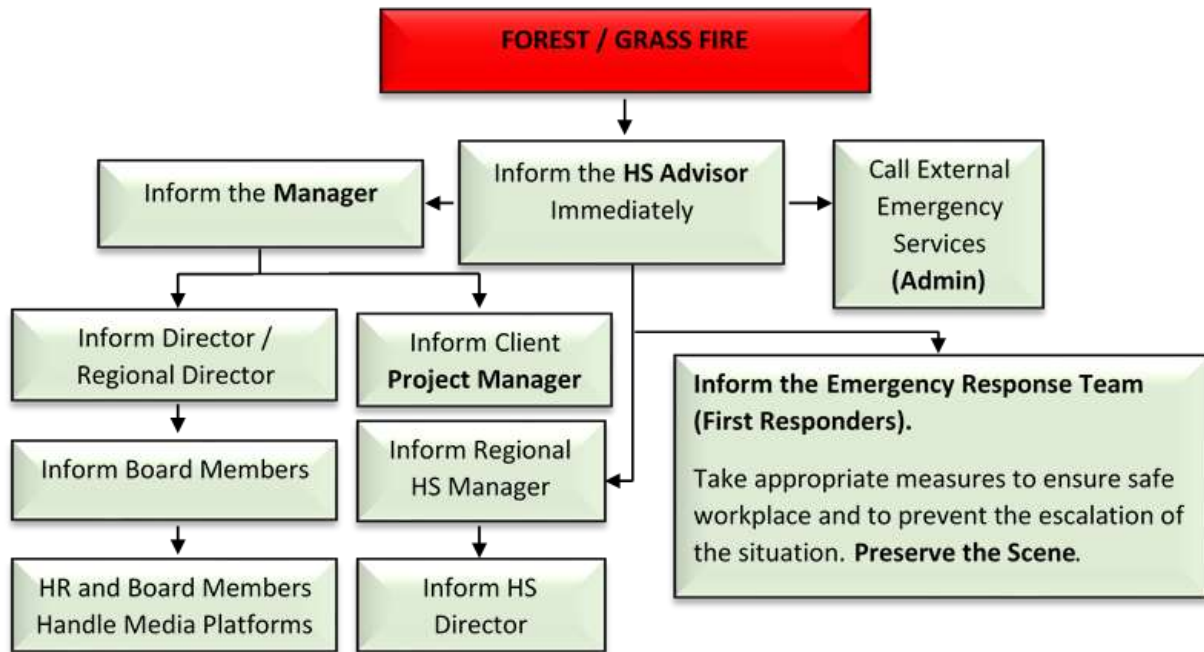 FOREST / GRASS FIRE
Inform the Manager
Inform the HS Advisor
Immediately
Call External
Emergency
Services
(Admin)
Inform Director /
Regional Director
Inform Client
Project Manager
Inform the Emergency Response Team
(First Responders).
Take appropriate measures to ensure safe
workplace and to prevent the escalation of
the situation. Preserve the Scene.
Inform Board Members
Inform Regional
HS Manager
HR and Board Members
Handle Media Platforms
Inform HS
Director